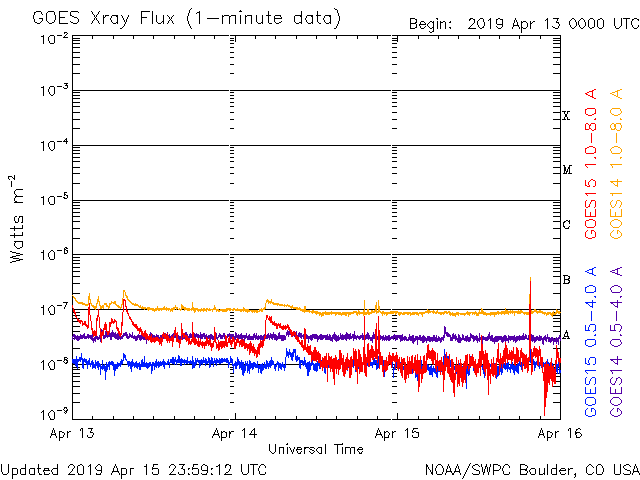 GOES Xray Flux (1-minute data)
Begin: 2019 Apr 13 0000 UTC
10⁻²
10⁻³
10⁻⁴
10⁻⁵
10⁻⁶
10⁻⁷
10⁻⁸
10⁻⁹
Watts m⁻²
X
M
C
B
A
GOES15 1.0-8.0 A
GOES14 1.0-8.0 A
GOES15 0.5-4.0 A
GOES14 0.5-4.0 A
Apr 13
Apr 14
Apr 15
Apr 16
Universal Time
Updated 2019 Apr 15 23:59:12 UTC
NOAA/SWPC Boulder, CO USA